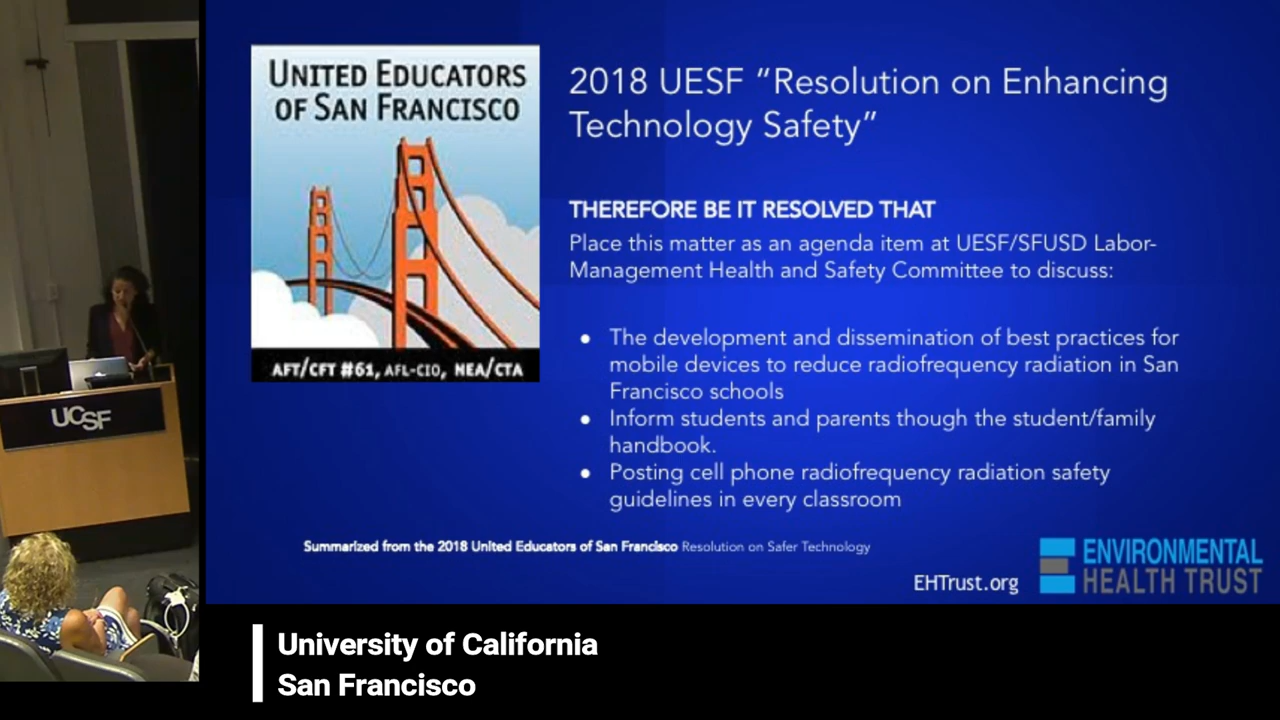 UNITED EDUCATORS
OF SAN FRANCISCO
AFT/CFT #61, AFL-CIO, NEA/CTA
2018 UESF “Resolution on Enhancing
Technology Safety”
THEREFORE BE IT RESOLVED THAT
Place this matter as an agenda item at UESF/SFUSD Labor-
Management Health and Safety Committee to discuss:
• The development and dissemination of best practices for
mobile devices to reduce radiofrequency radiation in San
Francisco schools
• Inform students and parents though the student/family
handbook.
• Posting cell phone radiofrequency radiation safety
guidelines in every classroom
Summarized from the 2018 United Educators of San Francisco Resolution on Safer Technology
EHTrust.org
ENVIRONMENTAL
HEALTH TRUST
UCSF
University of California
San Francisco